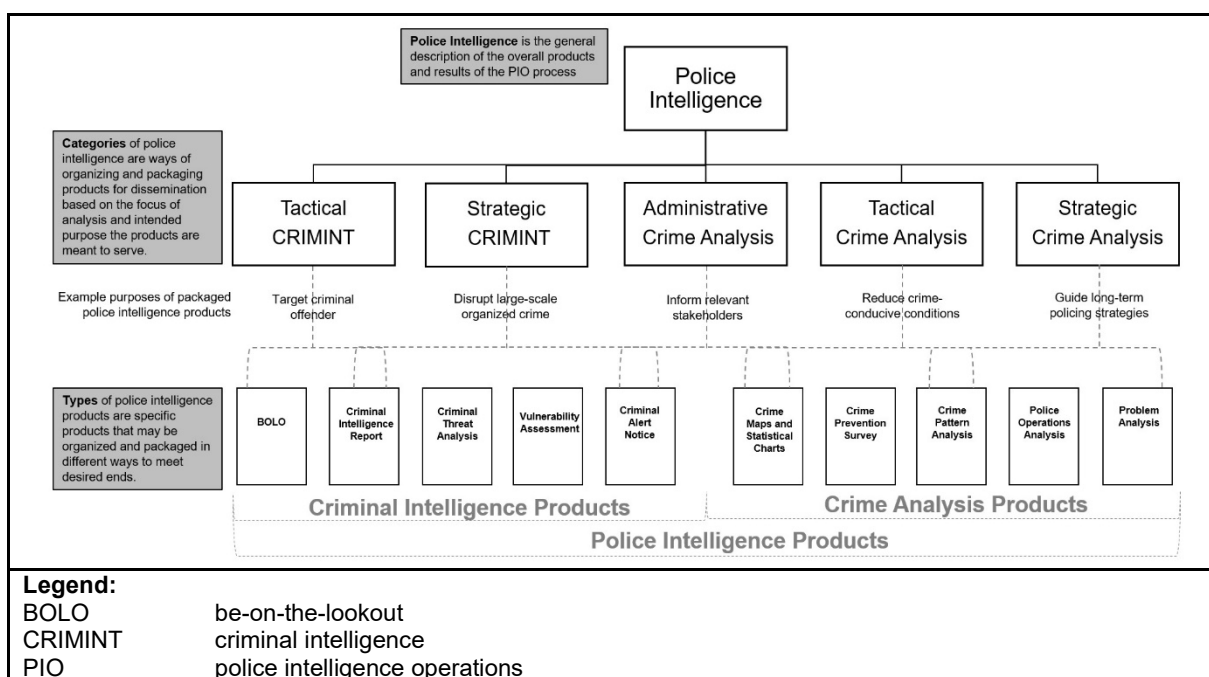 Police Intelligence is the general
description of the overall products
and results of the PIO process
Police
Intelligence
Categories of police
intelligence are ways of
organizing and packaging
products for dissemination
based on the focus of
analysis and intended
purpose the products are
meant to serve.
Tactical
CRIMINT
Strategic
CRIMINT
Administrative
Crime Analysis
Tactical
Crime Analysis
Strategic
Crime Analysis
Example purposes of packaged
police intelligence products
Target criminal
offender
Disrupt large-scale
organized crime
Inform relevant
stakeholders
Reduce crime-
conducive conditions
Guide long-term
policing strategies
Types of police intelligence
products are specific
products that may be
organized and packaged in
different ways to meet
desired ends.
BOLO
Criminal
Intelligence
Report
Criminal
Threat
Analysis
Vulnerability
Assessment
Criminal
Alert
Notice
Crime
Maps and
Statistical
Charts
Crime
Prevention
Survey
Crime
Pattern
Analysis
Police
Operations
Analysis
Problem
Analysis
Criminal Intelligence Products
Crime Analysis Products
Police Intelligence Products
Legend:
BOLO be-on-the-lookout
CRIMINT criminal intelligence
PIO police intelligence operations